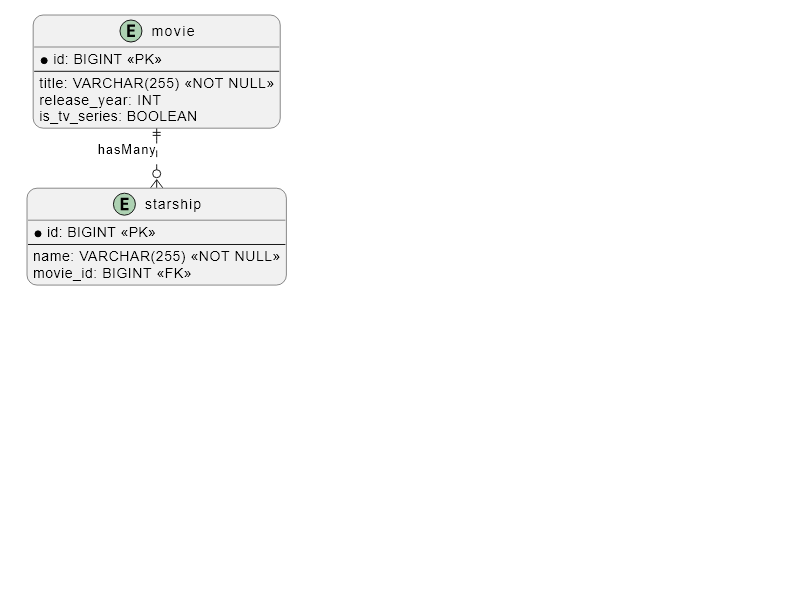 E movie
id: BIGINT «PK»
title: VARCHAR(255) «NOT NULL»
release_year: INT
is_tv_series: BOOLEAN
hasMany
E starship
id: BIGINT «PK»
name: VARCHAR(255) «NOT NULL»
movie_id: BIGINT «FK»